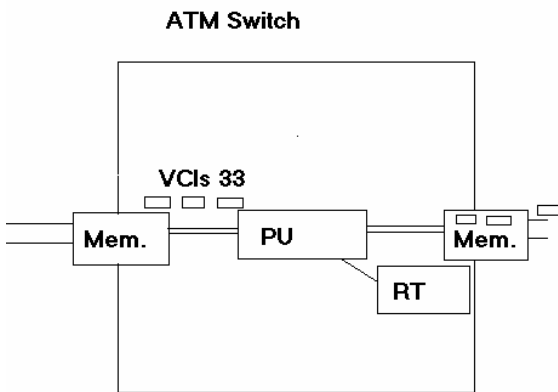 ATM Switch
VCIs 33
Mem.
PU
Mem.
RT